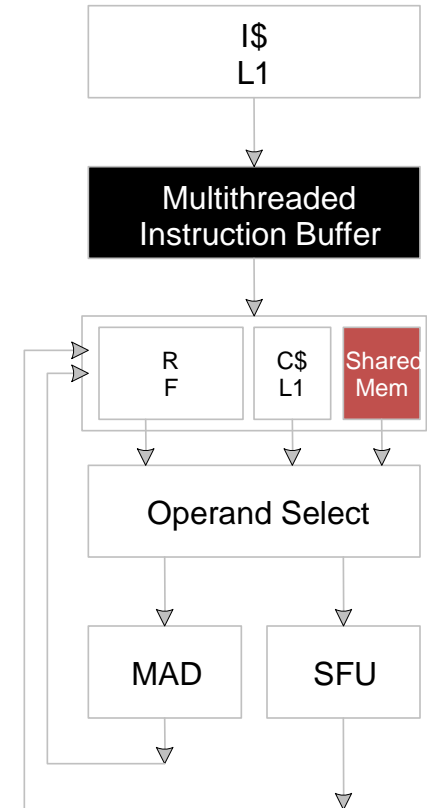 I$
L1
Multithreaded
Instruction Buffer
R
F
C$
L1
Shared
Mem
Operand Select
MAD
SFU